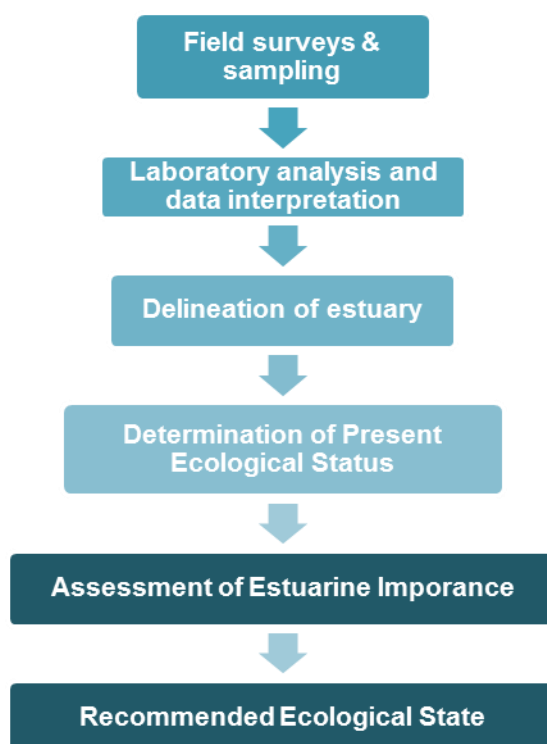 Field surveys &
sampling
Laboratory analysis and
data interpretation
Delineation of estuary
Determination of Present
Ecological Status
Assessment of Estuarine Imporance
Recommended Ecological State